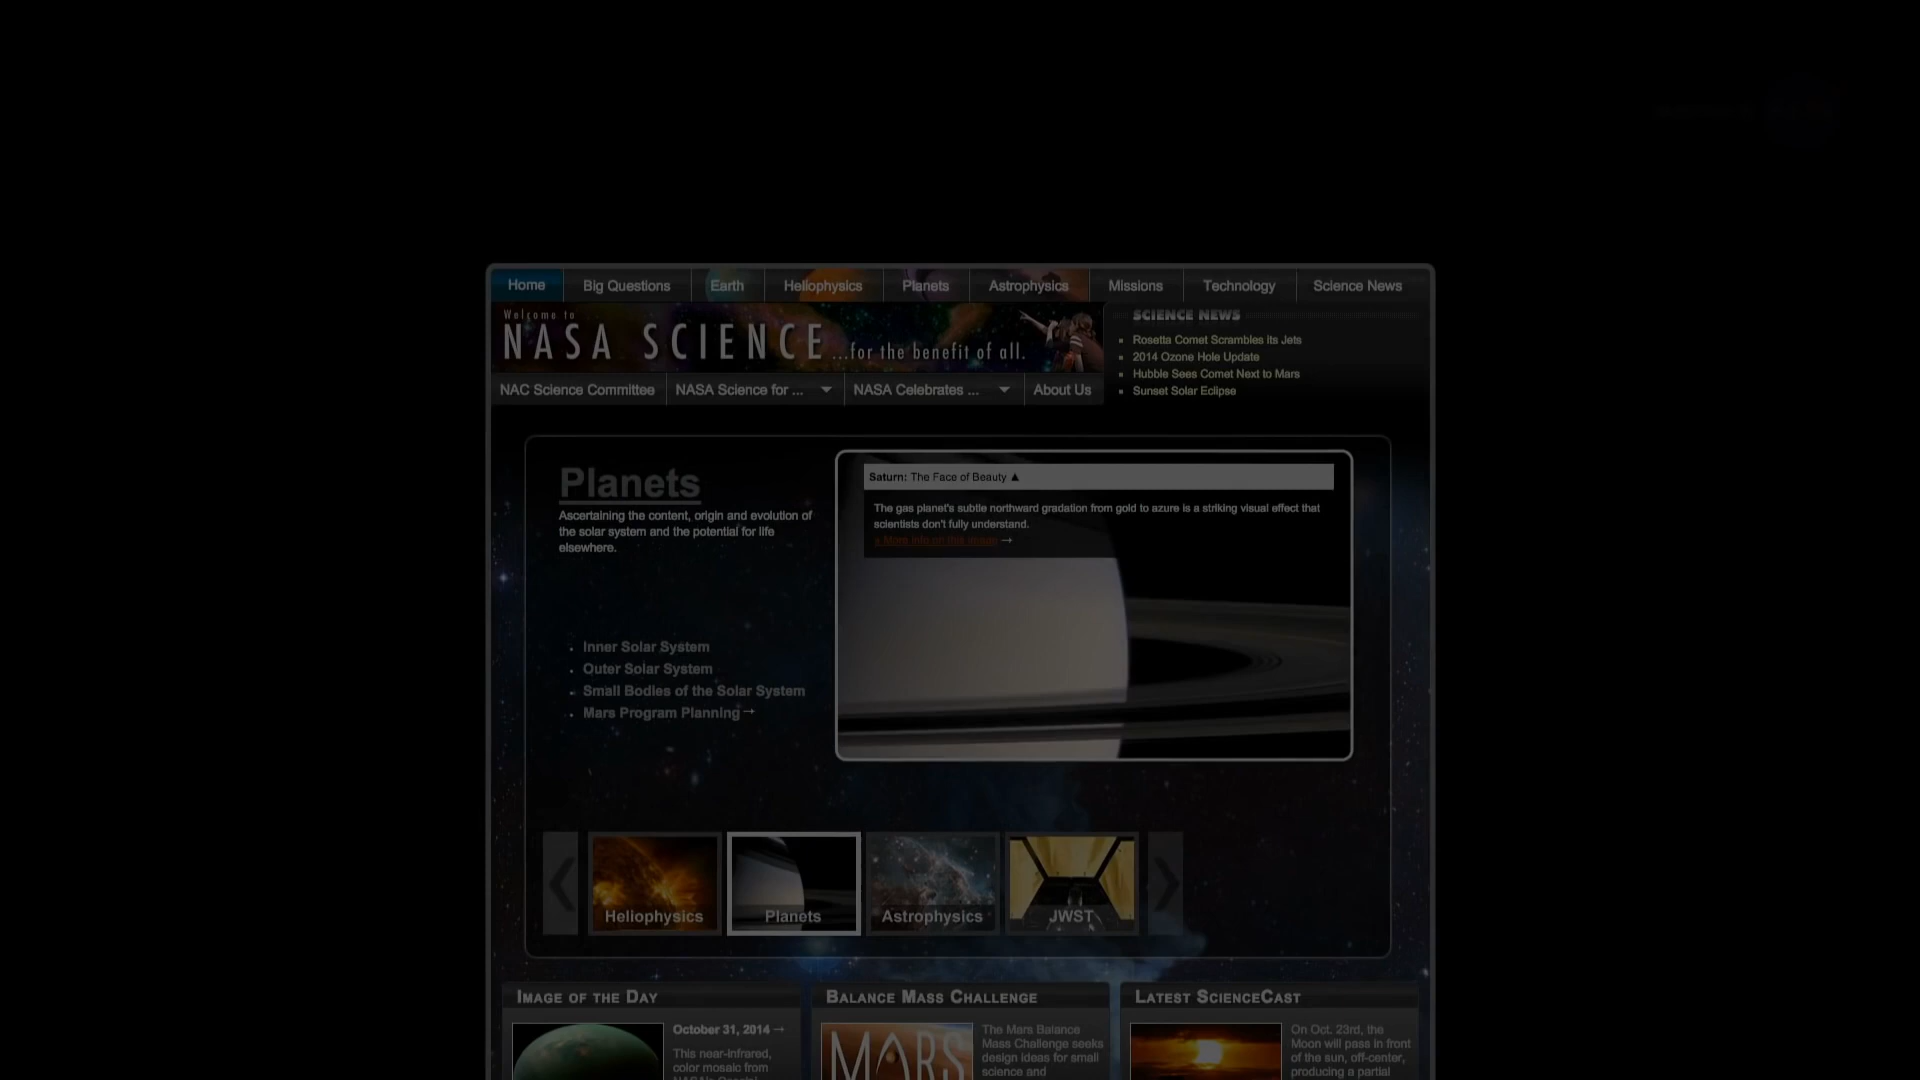 Home Big Questions Earth Heliophysics Planets Astrophysics Missions Technology Science News
Welcome to
NASA SCIENCE ...for the benefit of all.
NAC Science Committee NASA Science for ... NASA Celebrates ... About Us
SCIENCE NEWS
Rosetta Comet Scrambles its Jets
2014 Ozone Hole Update
Hubble Sees Comet Next to Mars
Sunset Solar Eclipse
Planets
Ascertaining the content, origin and evolution of
the solar system and the potential for life
elsewhere.
Inner Solar System
Outer Solar System
Small Bodies of the Solar System
Mars Program Planning →
Saturn: The Face of Beauty ▲
The gas planet's subtle northward gradation from gold to azure is a striking visual effect that
scientists don't fully understand.
» More info on this image →
Heliophysics Planets Astrophysics JWST
IMAGE OF THE DAY
October 31, 2014 →
This near-infrared,
color mosaic from
BALANCE MASS CHALLENGE
MARS
The Mars Balance
Mass Challenge seeks
design ideas for small
science and
LATEST SCIENCECAST
On Oct. 23rd, the
Moon will pass in front
of the sun, off-center,
producing a partial